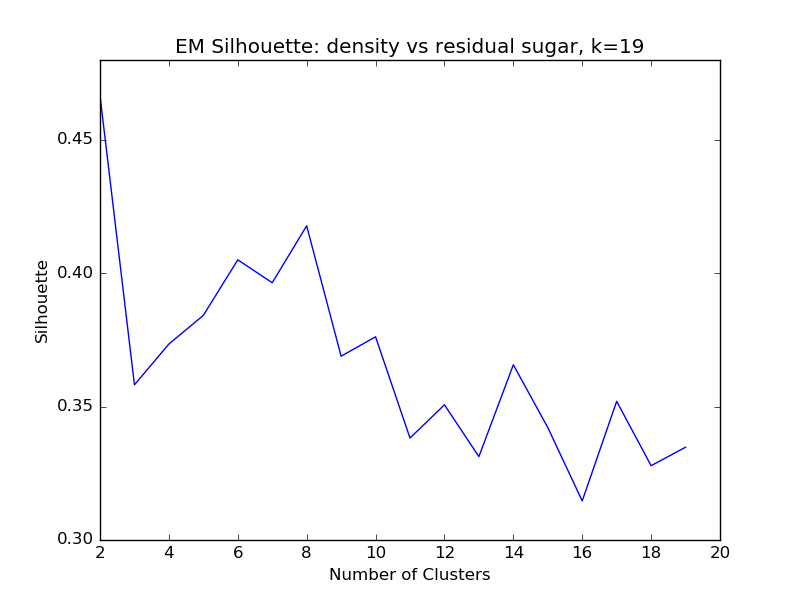 EM Silhouette: density vs residual sugar, k=19
Silhouette
0.45
0.40
0.35
0.30
2 4 6 8 10 12 14 16 18 20
Number of Clusters